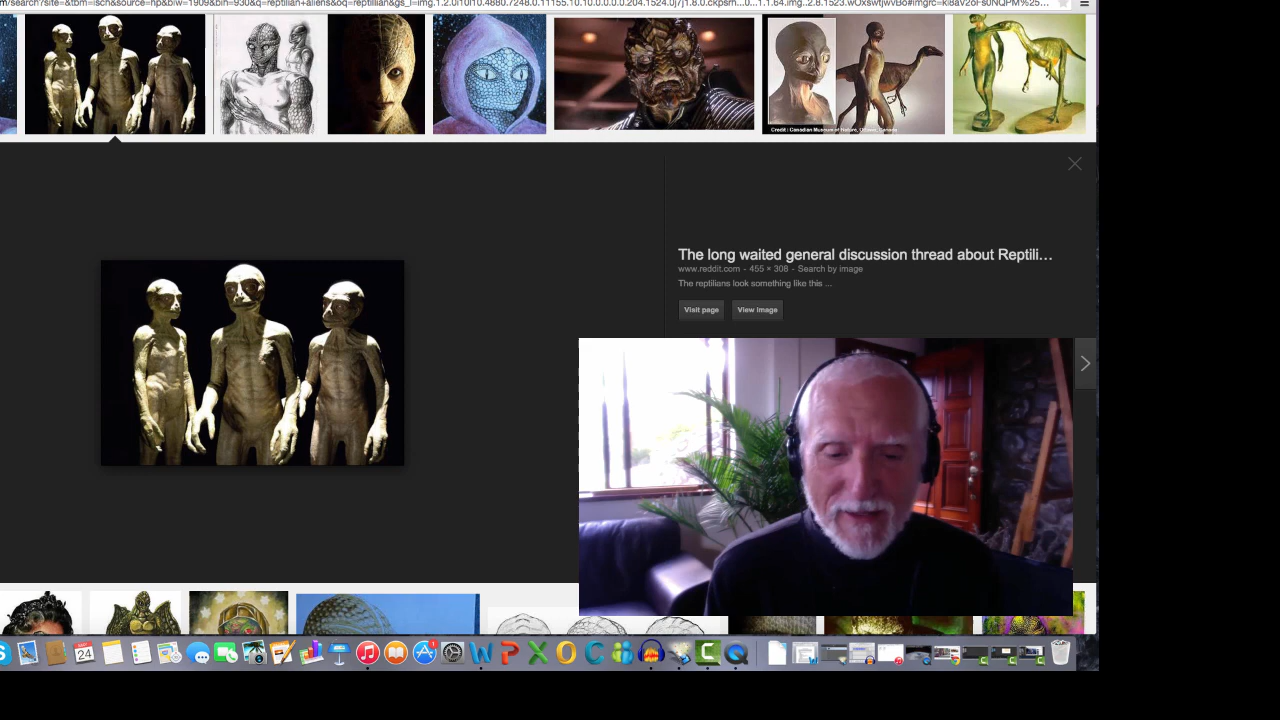 Credit : Canadian Museum of Nature, Ottawa, Canada
The long waited general discussion thread about Reptili...
www.reddit.com - 455 × 308 - Search by image
The reptilians look something like this ...
Visit page
View image
24